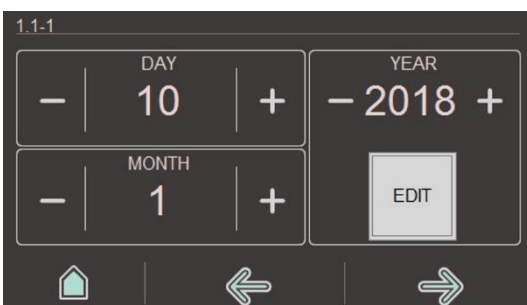 1.1-1
DAY
− 10 +
YEAR
− 2018 +
MONTH
− 1 +
EDIT